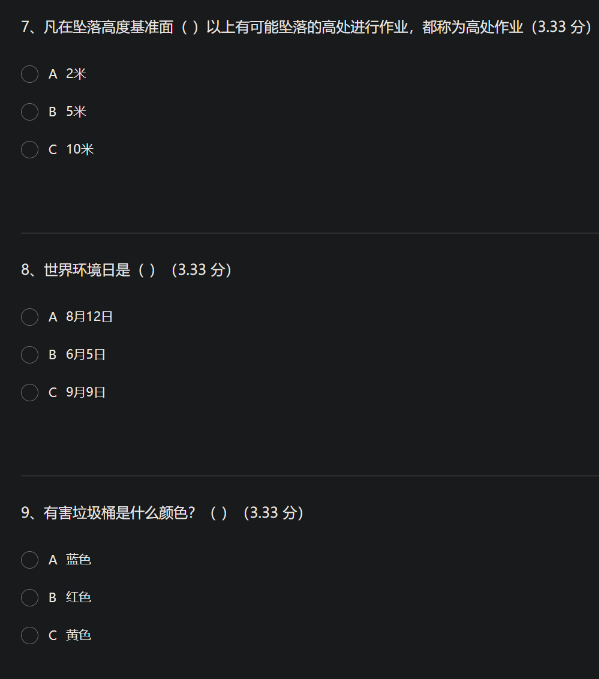 7、凡在坠落高度基准面（ ）以上有可能坠落的高处进行作业，都称为高处作业（3.33 分）
A 2米
B 5米
C 10米
8、世界环境日是（ ）（3.33 分）
A 8月12日
B 6月5日
C 9月9日
9、有害垃圾桶是什么颜色？（ ）（3.33 分）
A 蓝色
B 红色
C 黄色